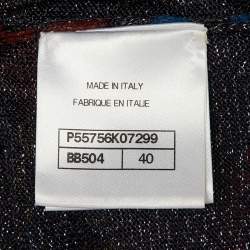 MADE IN ITALY
FABRIQUE EN ITALIE
P55756K07299
BB504 40